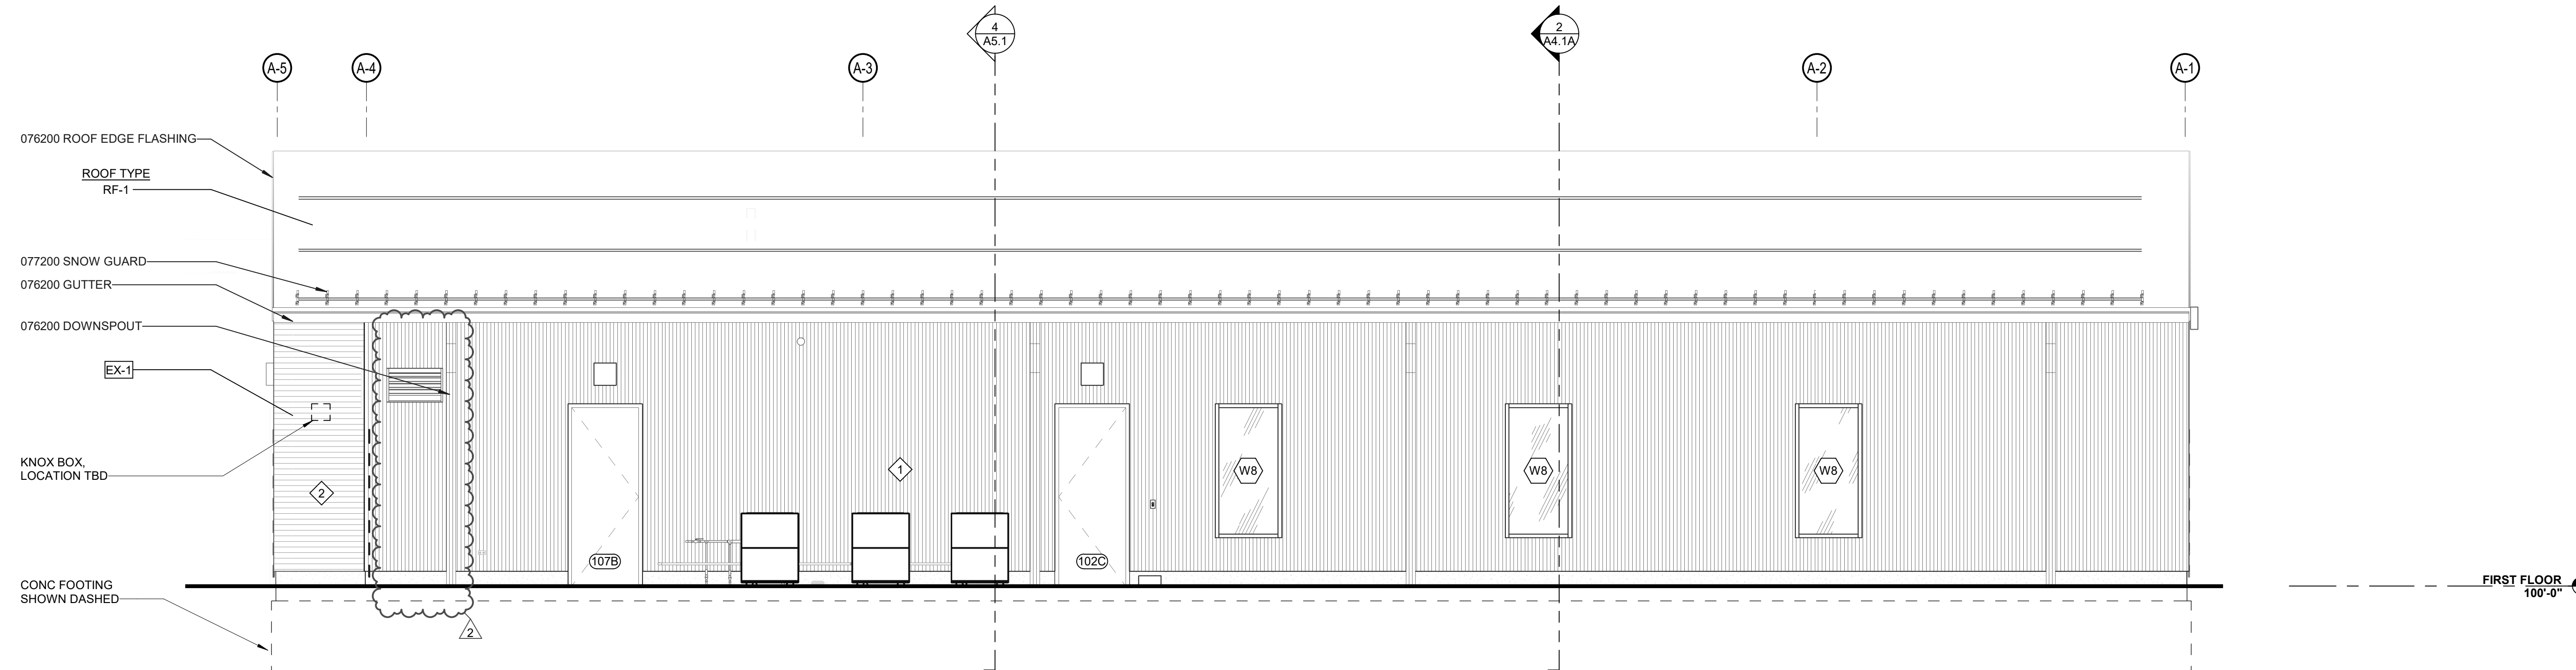 4
A5.1
2
A4.1A
A-5
A-4
A-3
A-2
A-1
076200 ROOF EDGE FLASHING
ROOF TYPE
RF-1
077200 SNOW GUARD
076200 GUTTER
076200 DOWNSPOUT
EX-1
KNOX BOX,
LOCATION TBD
2
1
W8
W8
W8
107B
102C
CONC FOOTING
SHOWN DASHED
FIRST FLOOR
100'-0"
2